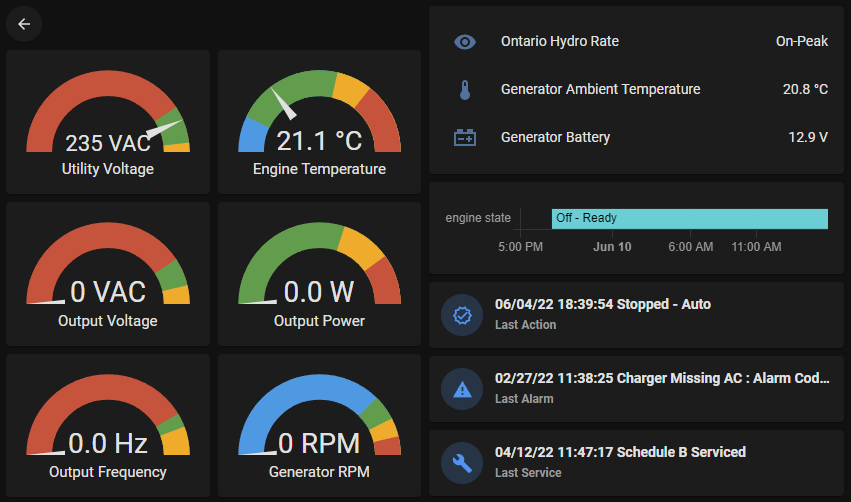 235 VAC
Utility Voltage
21.1 °C
Engine Temperature
0 VAC
Output Voltage
0.0 W
Output Power
0.0 Hz
Output Frequency
0 RPM
Generator RPM
Ontario Hydro Rate On-Peak
Generator Ambient Temperature 20.8 °C
Generator Battery 12.9 V
engine state Off - Ready
5:00 PM Jun 10 6:00 AM 11:00 AM
06/04/22 18:39:54 Stopped - Auto
Last Action
02/27/22 11:38:25 Charger Missing AC : Alarm Cod...
Last Alarm
04/12/22 11:47:17 Schedule B Serviced
Last Service